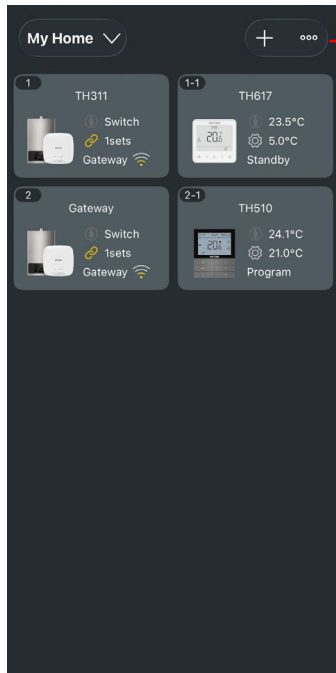 My Home
1
TH311
Switch
1sets
Gateway
1-1
TH617
23.5°C
5.0°C
Standby
2
Gateway
Switch
1sets
Gateway
2-1
TH510
24.1°C
21.0°C
Program